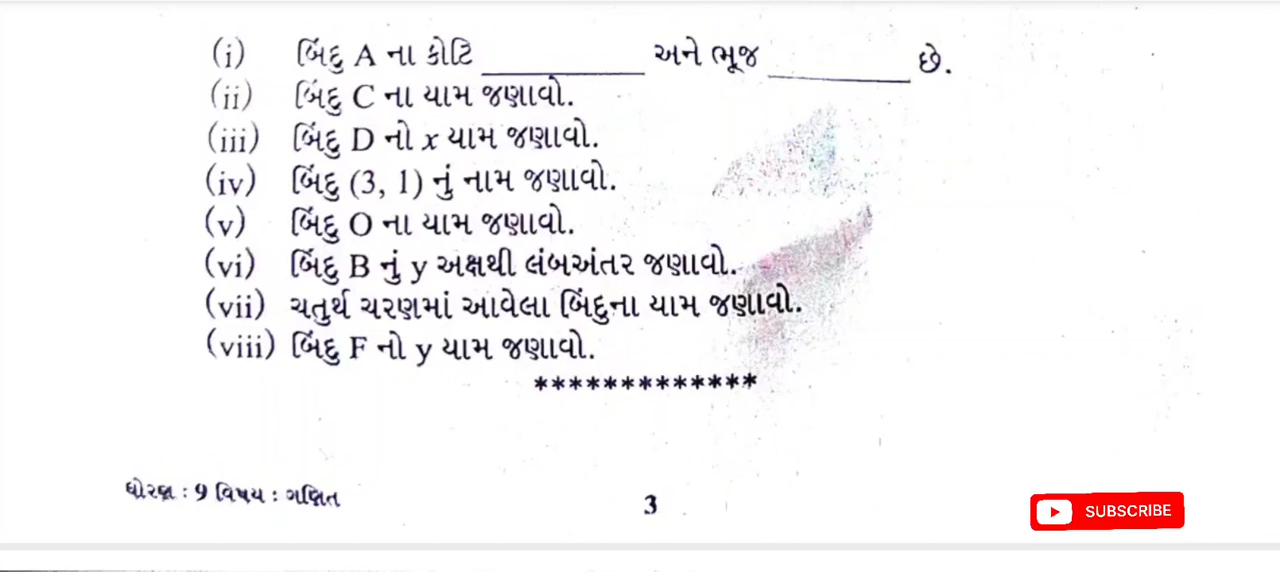 (i) બિંદુ A ના કોટિ __________ અને ભૂજ __________ છે.
(ii) બિંદુ C ના યામ જણાવો.
(iii) બિંદુ D નો x યામ જણાવો.
(iv) બિંદુ (3, 1) નું નામ જણાવો.
(v) બિંદુ O ના યામ જણાવો.
(vi) બિંદુ B નું y અક્ષથી લંબઅંતર જણાવો.
(vii) ચતુર્થ ચરણમાં આવેલા બિંદુના યામ જણાવો.
(viii) બિંદુ F નો y યામ જણાવો.
*************
ધોરણ : 9 વિષય : ગણિત
3
SUBSCRIBE